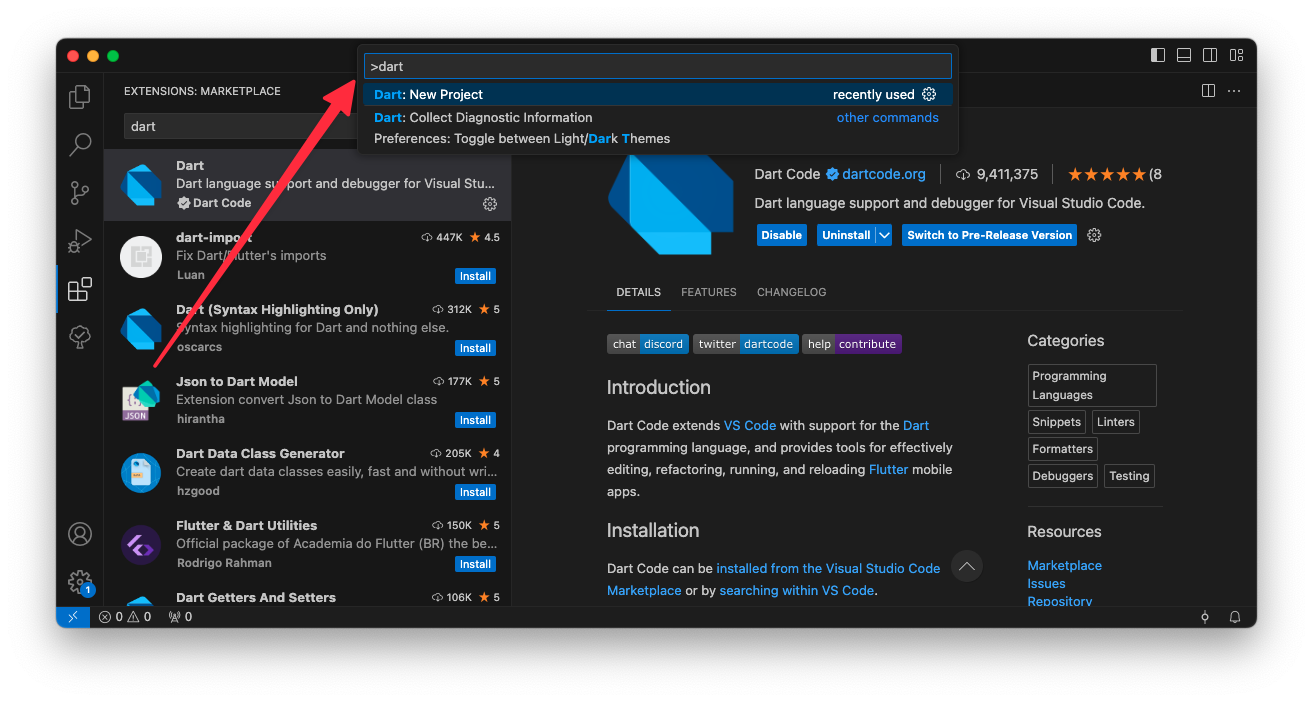 >dart
Dart: New Project
recently used
Dart: Collect Diagnostic Information
other commands
Preferences: Toggle between Light/Dark Themes
EXTENSIONS: MARKETPLACE
dart
Dart
Dart language support and debugger for Visual Stu...
Dart Code
dart-import
447K
4.5
Fix Dart/Flutter's imports
Luan
Install
Dart (Syntax Highlighting Only)
312K
5
Syntax highlighting for Dart and nothing else.
oscarcs
Install
Json to Dart Model
177K
5
Extension convert Json to Dart Model class
hirantha
Install
JSON
Dart Data Class Generator
205K
4
Create dart data classes easily, fast and without wri...
hzgood
Install
Flutter & Dart Utilities
150K
5
Official package of Academia do Flutter (BR) the be...
Rodrigo Rahman
Install
Dart Getters And Setters
106K
5
Dart Code
dartcode.org
9,411,375
(8
Dart language support and debugger for Visual Studio Code.
Disable
Uninstall
Switch to Pre-Release Version
DETAILS
FEATURES
CHANGELOG
chat discord
twitter dartcode
help contribute
Introduction
Dart Code extends VS Code with support for the Dart
programming language, and provides tools for effectively
editing, refactoring, running, and reloading Flutter mobile
apps.
Installation
Dart Code can be installed from the Visual Studio Code
Marketplace or by searching within VS Code.
Categories
Programming
Languages
Snippets
Linters
Formatters
Debuggers
Testing
Resources
Marketplace
Issues
Repository
1
0
0
0